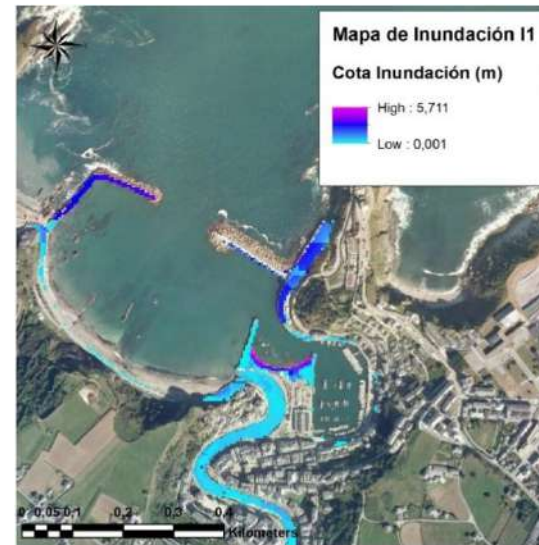 Mapa de Inundación I1
Cota Inundación (m)
High : 5,711
Low : 0,001
0 0,05 0,1 0,2 0,3 0,4
Kilometers